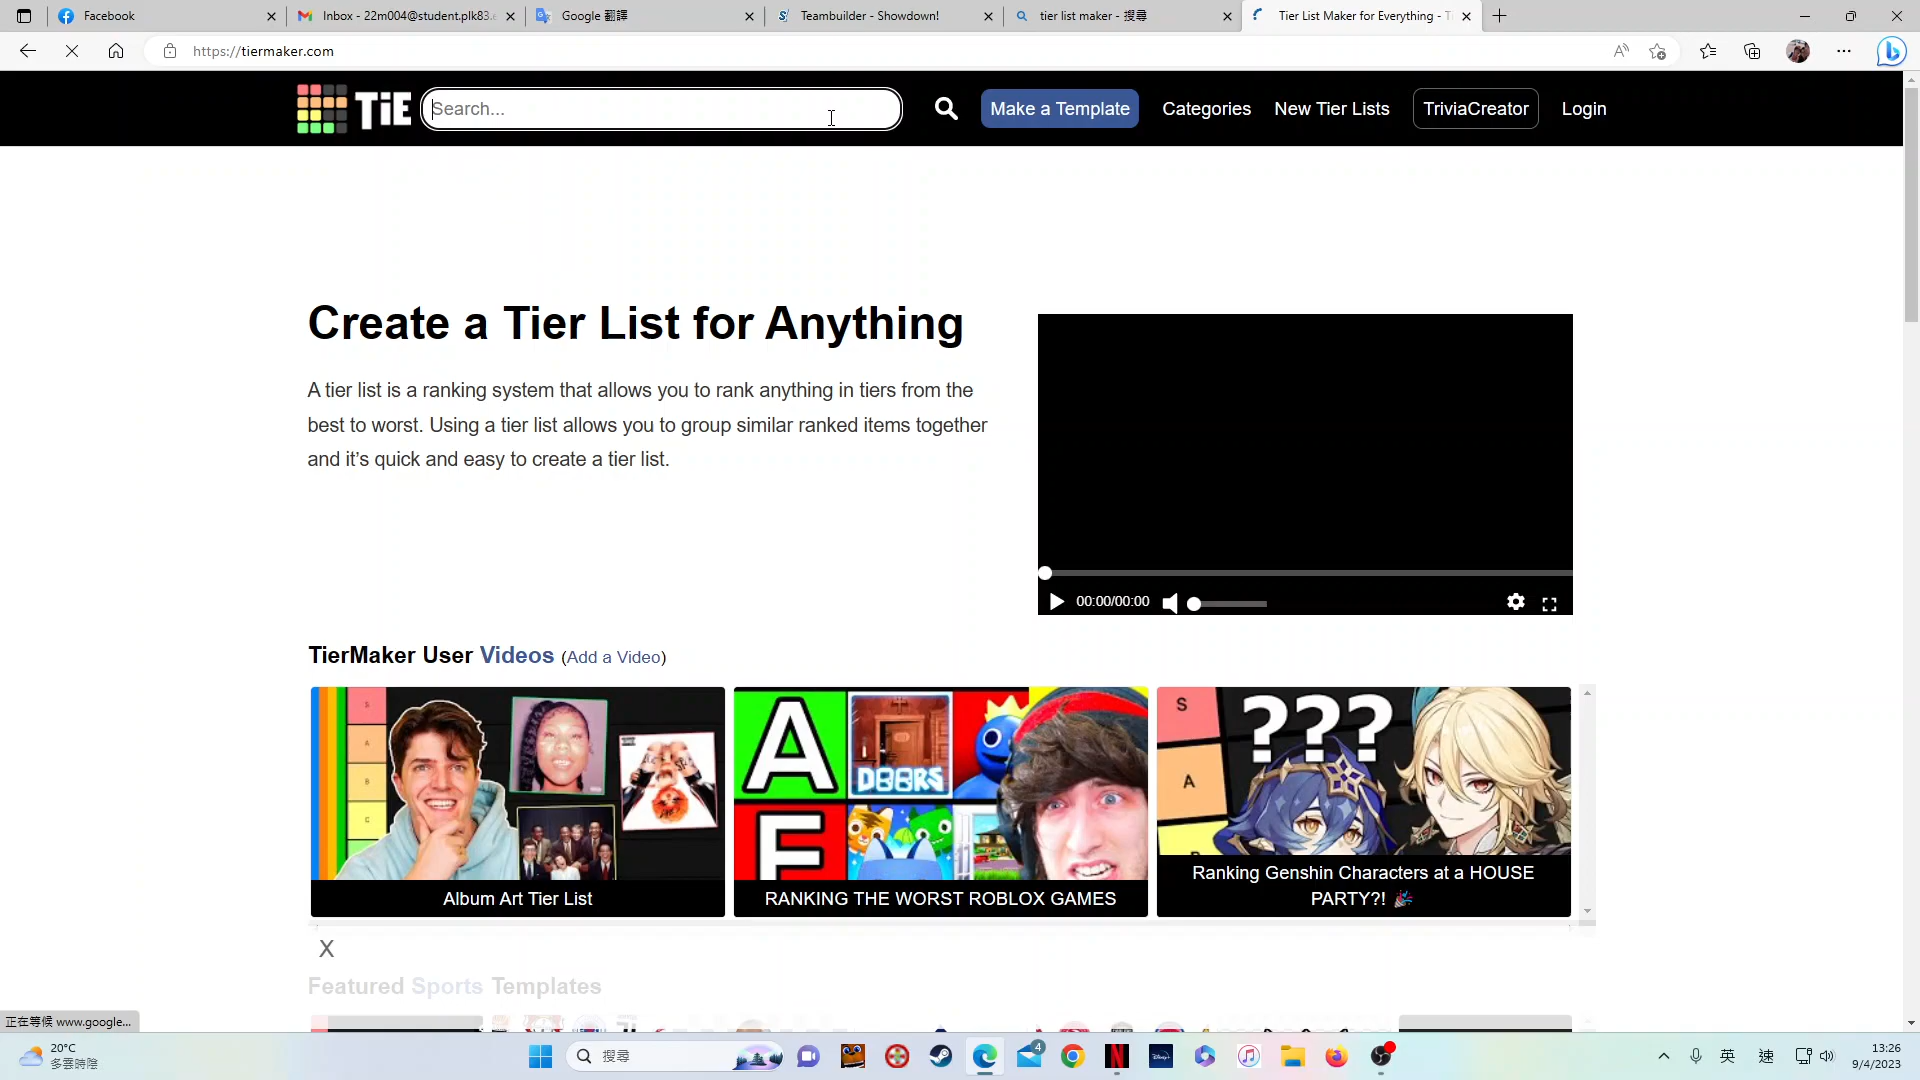 Facebook
Inbox - 22m004@student.plk83.e
Google 翻譯
Teambuilder - Showdown!
tier list maker - 搜尋
Tier List Maker for Everything - T
https://tiermaker.com
TiE
Search...
Make a Template
Categories
New Tier Lists
TriviaCreator
Login
Create a Tier List for Anything
A tier list is a ranking system that allows you to rank anything in tiers from the
best to worst. Using a tier list allows you to group similar ranked items together
and it's quick and easy to create a tier list.
00:00/00:00
TierMaker User Videos (Add a Video)
S
A
B
C
A
F
DOORS
S
A
???
Album Art Tier List
RANKING THE WORST ROBLOX GAMES
Ranking Genshin Characters at a HOUSE
PARTY?! 🎉
X
Featured Sports Templates
正在等候 www.google...
20°C
多雲時陰
搜尋
4
英
速
13:26
9/4/2023